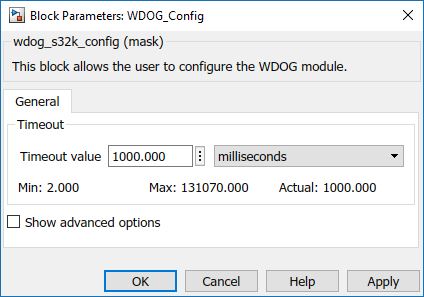 Block Parameters: WDOG_Config
wdog_s32k_config (mask)
This block allows the user to configure the WDOG module.
General
Timeout
Timeout value 1000.000 milliseconds
Min: 2.000 Max: 131070.000 Actual: 1000.000
Show advanced options
OK Cancel Help Apply